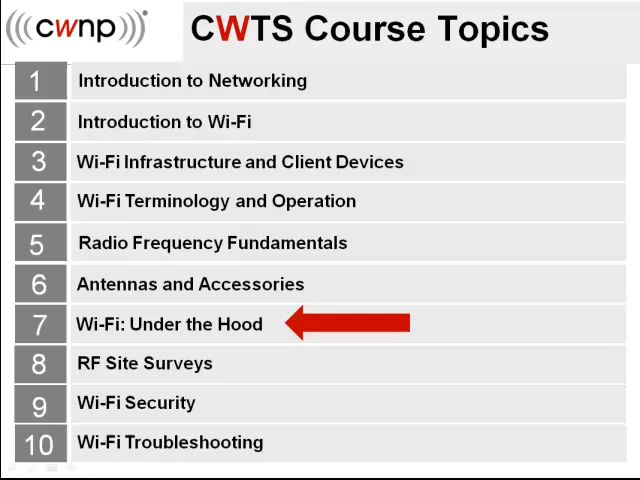 (((cwnp)))®
CWTS Course Topics
1 Introduction to Networking
2 Introduction to Wi-Fi
3 Wi-Fi Infrastructure and Client Devices
4 Wi-Fi Terminology and Operation
5 Radio Frequency Fundamentals
6 Antennas and Accessories
7 Wi-Fi: Under the Hood
8 RF Site Surveys
9 Wi-Fi Security
10 Wi-Fi Troubleshooting